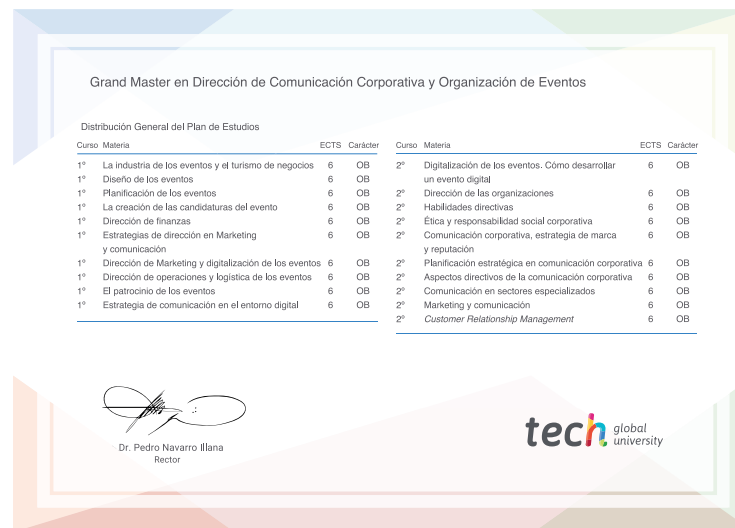 Grand Master en Dirección de Comunicación Corporativa y Organización de Eventos
Distribución General del Plan de Estudios
Curso Materia ECTS Carácter
1º La industria de los eventos y el turismo de negocios 6 OB
1º Diseño de los eventos 6 OB
1º Planificación de los eventos 6 OB
1º La creación de las candidaturas del evento 6 OB
1º Dirección de finanzas 6 OB
1º Estrategias de dirección en Marketing 6 OB
y comunicación
1º Dirección de Marketing y digitalización de los eventos 6 OB
1º Dirección de operaciones y logística de los eventos 6 OB
1º El patrocinio de los eventos 6 OB
1º Estrategia de comunicación en el entorno digital 6 OB
Curso Materia ECTS Carácter
2º Digitalización de los eventos. Cómo desarrollar 6 OB
un evento digital
2º Dirección de las organizaciones 6 OB
2º Habilidades directivas 6 OB
2º Ética y responsabilidad social corporativa 6 OB
2º Comunicación corporativa, estrategia de marca 6 OB
y reputación
2º Planificación estratégica en comunicación corporativa 6 OB
2º Aspectos directivos de la comunicación corporativa 6 OB
2º Comunicación en sectores especializados 6 OB
2º Marketing y comunicación 6 OB
2º Customer Relationship Management 6 OB
Dr. Pedro Navarro Illana
Rector
tech global
university